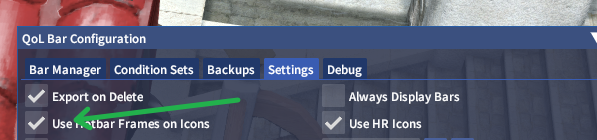 QoL Bar Configuration
Bar Manager Condition Sets Backups Settings Debug
Export on Delete Always Display Bars
Use Hotbar Frames on Icons Use HR Icons